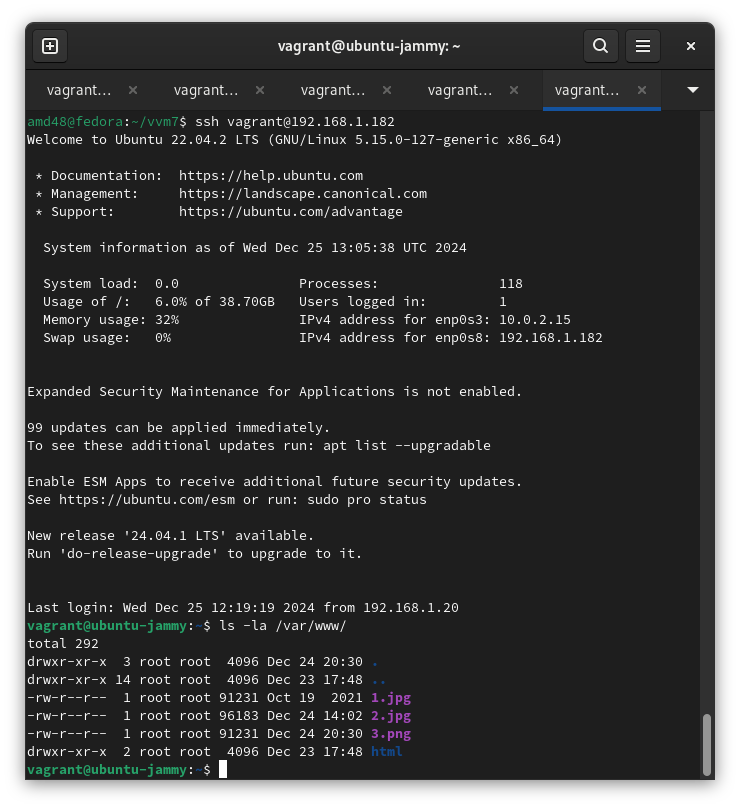 vagrant@ubuntu-jammy: ~
vagrant... × vagrant... × vagrant... × vagrant... × vagrant... ×
amd48@fedora:~/vvm7$ ssh vagrant@192.168.1.182
Welcome to Ubuntu 22.04.2 LTS (GNU/Linux 5.15.0-127-generic x86_64)
* Documentation:  https://help.ubuntu.com
* Management:     https://landscape.canonical.com
* Support:        https://ubuntu.com/advantage
System information as of Wed Dec 25 13:05:38 UTC 2024
System load:  0.0               Processes:               118
Usage of /:   6.0% of 38.70GB   Users logged in:         1
Memory usage: 32%               IPv4 address for enp0s3: 10.0.2.15
Swap usage:   0%                IPv4 address for enp0s8: 192.168.1.182
Expanded Security Maintenance for Applications is not enabled.
99 updates can be applied immediately.
To see these additional updates run: apt list --upgradable
Enable ESM Apps to receive additional future security updates.
See https://ubuntu.com/esm or run: sudo pro status
New release '24.04.1 LTS' available.
Run 'do-release-upgrade' to upgrade to it.
Last login: Wed Dec 25 12:19:19 2024 from 192.168.1.20
vagrant@ubuntu-jammy:~$ ls -la /var/www/
total 292
drwxr-xr-x  3 root root  4096 Dec 24 20:30 .
drwxr-xr-x 14 root root  4096 Dec 23 17:48 ..
-rw-r--r--  1 root root 91231 Oct 19  2021 1.jpg
-rw-r--r--  1 root root 96183 Dec 24 14:02 2.jpg
-rw-r--r--  1 root root 91231 Dec 24 20:30 3.png
drwxr-xr-x  2 root root  4096 Dec 23 17:48 html
vagrant@ubuntu-jammy:~$